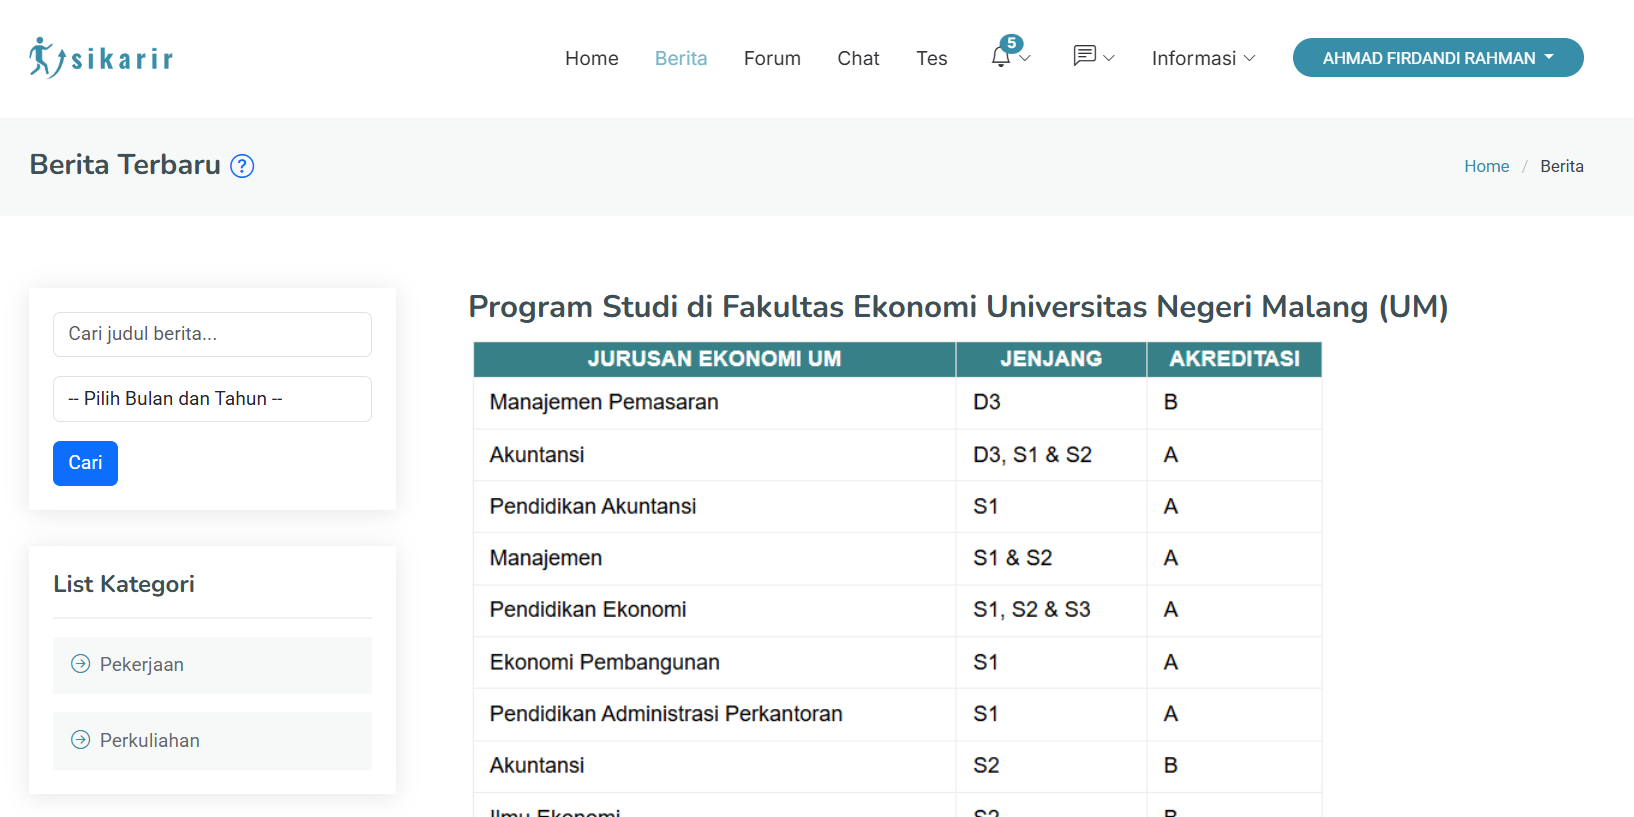 sikarir
Home Berita Forum Chat Tes 5 Informasi AHMAD FIRDANDI RAHMAN
Berita Terbaru ?
Home / Berita
Cari judul berita...
-- Pilih Bulan dan Tahun --
Cari
List Kategori
Pekerjaan
Perkuliahan
Program Studi di Fakultas Ekonomi Universitas Negeri Malang (UM)
JURUSAN EKONOMI UM JENJANG AKREDITASI
Manajemen Pemasaran D3 B
Akuntansi D3, S1 & S2 A
Pendidikan Akuntansi S1 A
Manajemen S1 & S2 A
Pendidikan Ekonomi S1, S2 & S3 A
Ekonomi Pembangunan S1 A
Pendidikan Administrasi Perkantoran S1 A
Akuntansi S2 B
Ilmu Ekonomi S2 B